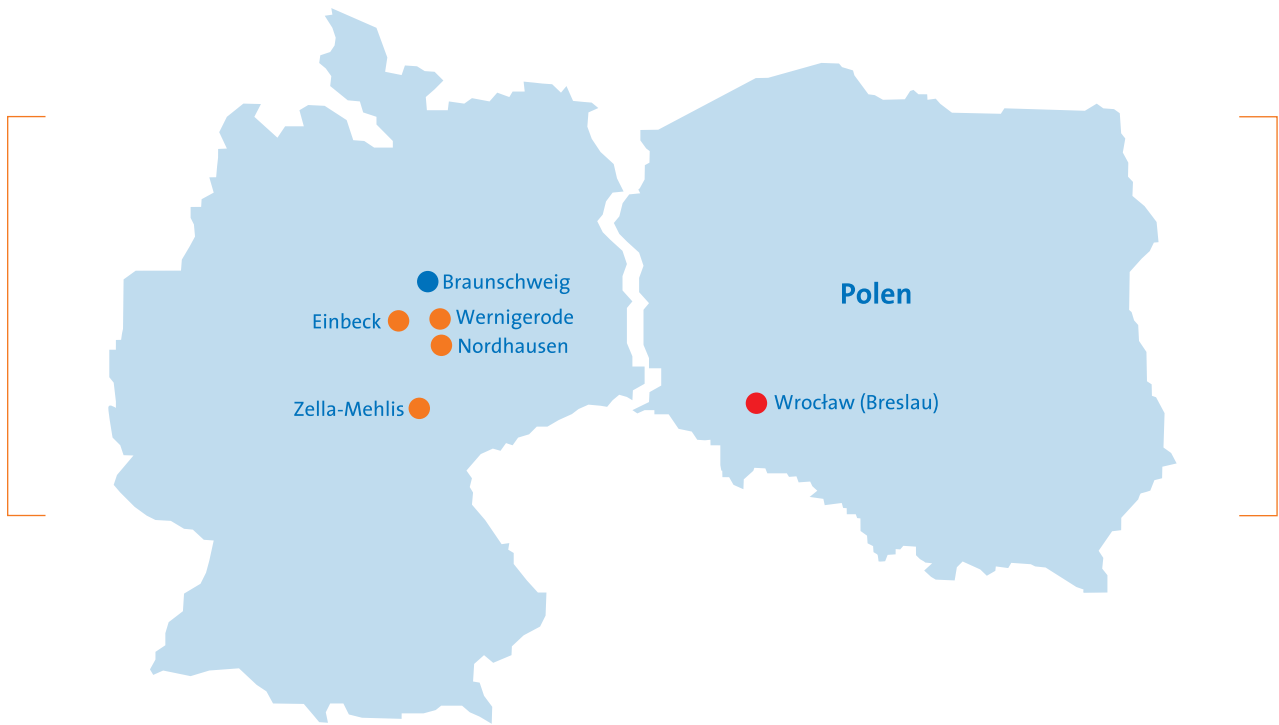 Braunschweig
Einbeck
Wernigerode
Nordhausen
Zella-Mehlis
Polen
Wrocław (Breslau)